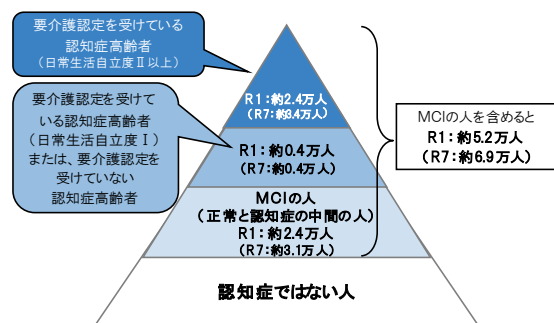 要介護認定を受けている
認知症高齢者
（日常生活自立度Ⅱ以上）
要介護認定を受けて
いる認知症高齢者
（日常生活自立度Ⅰ）
または、要介護認定を
受けていない
認知症高齢者
R1：約2.4万人
（R7：約3.4万人）
R1：約0.4万人
（R7：約0.4万人）
MCIの人
（正常と認知症の中間の人）
R1：約2.4万人
（R7：約3.1万人）
認知症ではない人
MCIの人を含めると
R1：約5.2万人
（R7：約6.9万人）